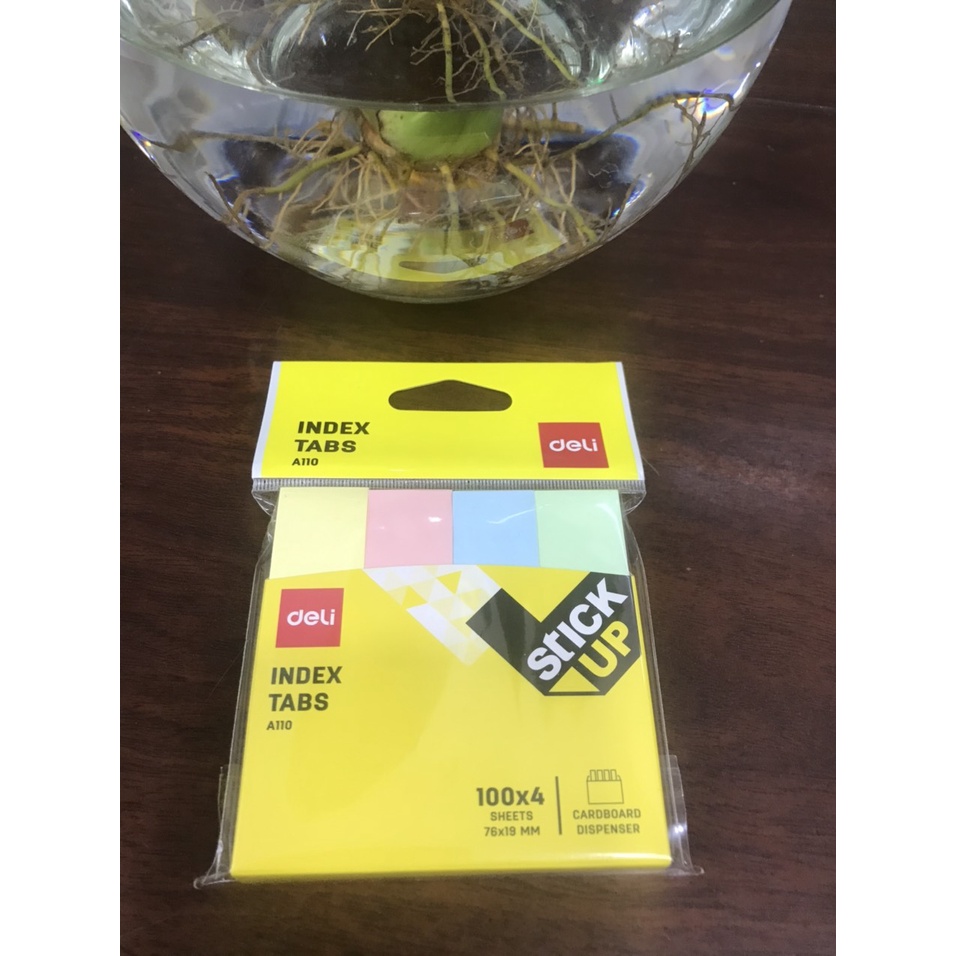 INDEX
TABS
A110
deli
deli
STICK
UP
INDEX
TABS
A110
100x4
SHEETS
76x19 MM
CARDBOARD
DISPENSER